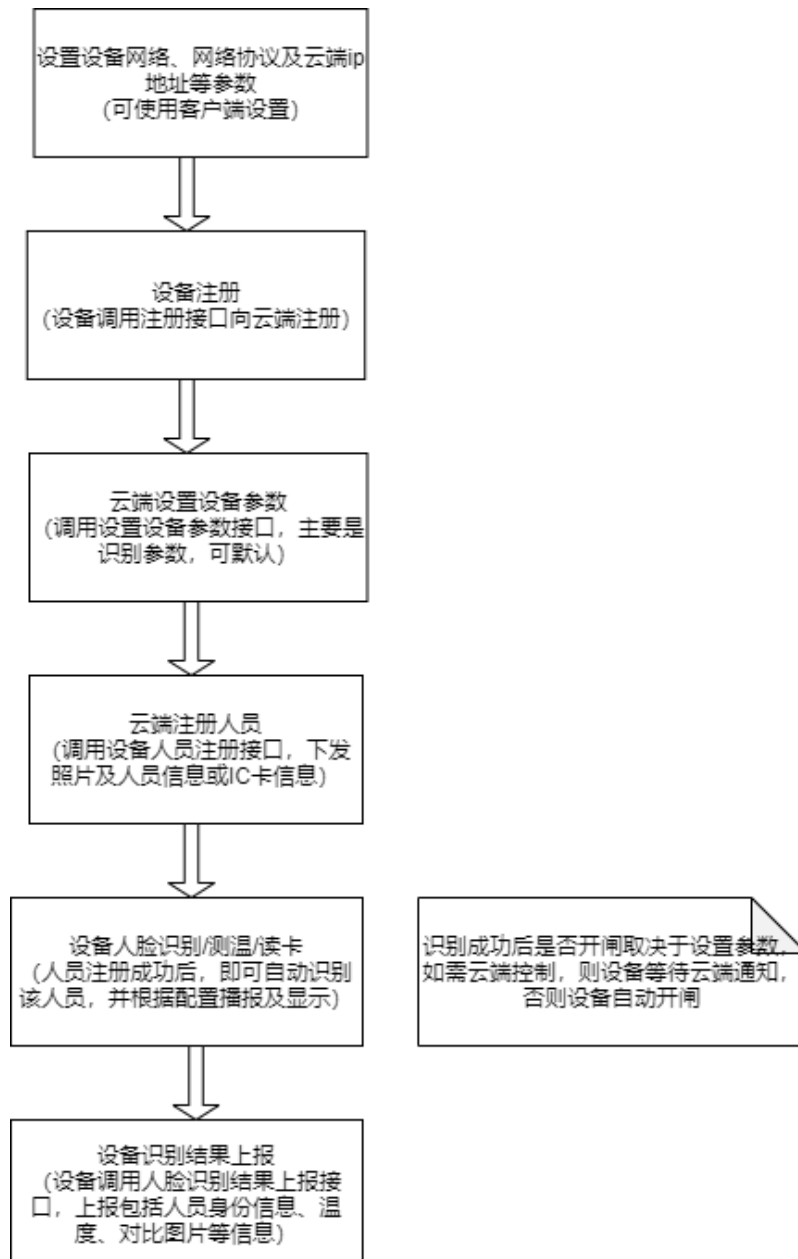 设置设备网络、网络协议及云端ip
地址等参数
（可使用客户端设置）
设备注册
（设备调用注册接口向云端注册）
云端设置设备参数
（调用设置设备参数接口，主要是
识别参数，可默认）
云端注册人员
（调用设备人员注册接口，下发
照片及人员信息或IC卡信息）
设备人脸识别/测温/读卡
（人员注册成功后，即可自动识别
该人员，并根据配置播报及显示）
识别成功后是否开闸取决于设置参数，
如需云端控制，则设备等待云端通知，
否则设备自动开闸
设备识别结果上报
（设备调用人脸识别结果上报接
口，上报包括人员身份信息、温
度、对比图片等信息）